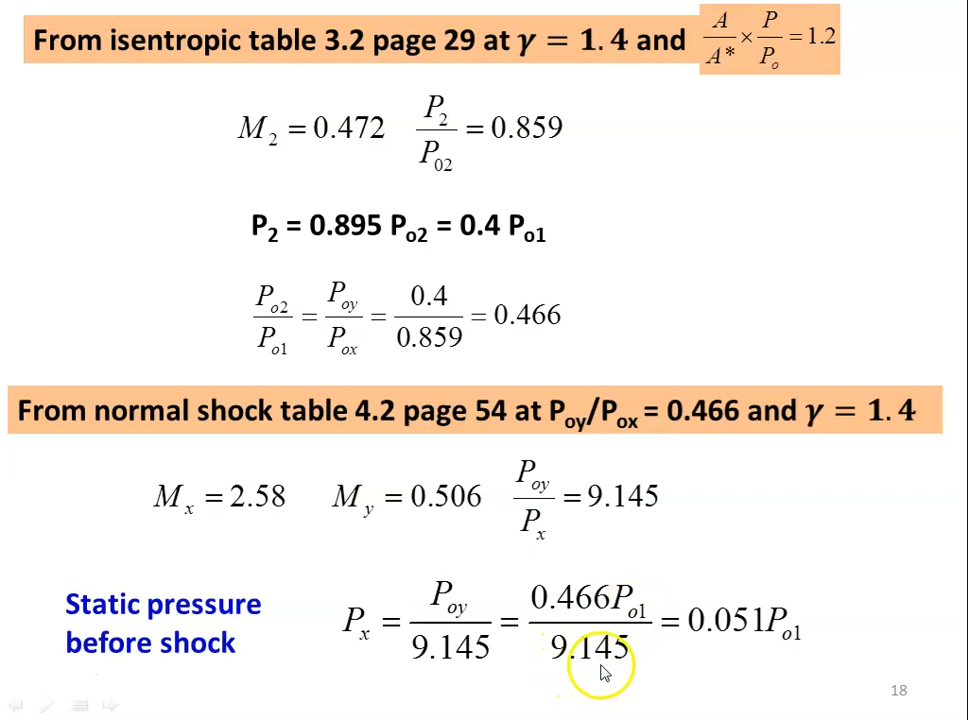 From isentropic table 3.2 page 29 at γ = 1.4 and A/A* × P/Po = 1.2
M2 = 0.472 P2/P02 = 0.859
P2 = 0.895 Po2 = 0.4 Po1
Po2/Po1 = Poy/Pox = 0.4/0.859 = 0.466
From normal shock table 4.2 page 54 at Poy/Pox = 0.466 and γ = 1.4
Mx = 2.58 My = 0.506 Poy/Px = 9.145
Static pressure
before shock
Px = Poy/9.145 = 0.466Po1/9.145 = 0.051Po1
18